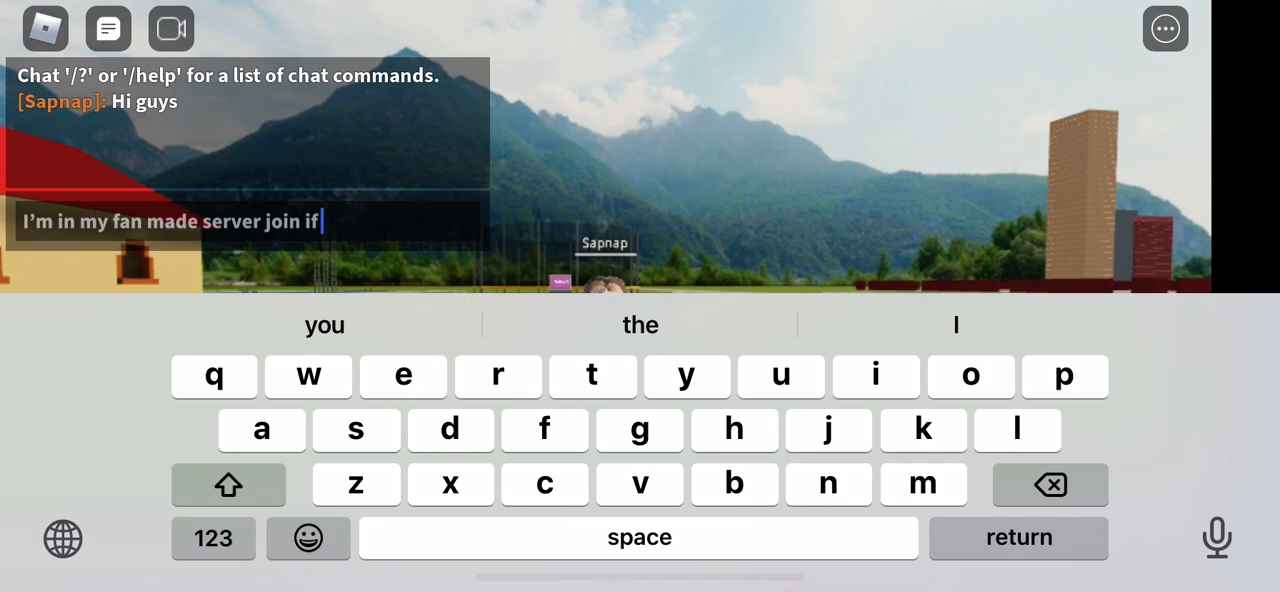 Chat '/?' or '/help' for a list of chat commands.
[Sapnap]: Hi guys
I'm in my fan made server join if
Sapnap
you the I
q w e r t y u i o p
a s d f g h j k l
z x c v b n m
123 space return